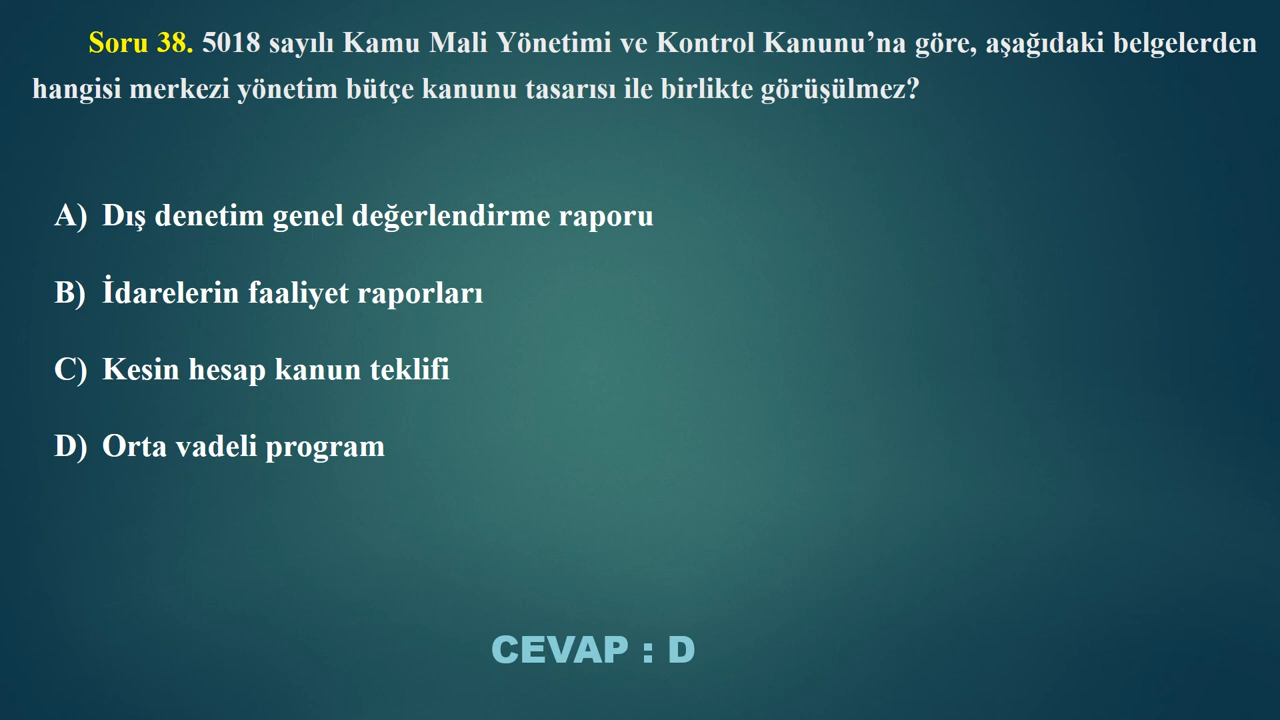 Soru 38. 5018 sayılı Kamu Mali Yönetimi ve Kontrol Kanunu’na göre, aşağıdaki belgelerden
hangisi merkezi yönetim bütçe kanunu tasarısı ile birlikte görüşülmez?
A) Dış denetim genel değerlendirme raporu
B) İdarelerin faaliyet raporları
C) Kesin hesap kanun teklifi
D) Orta vadeli program
CEVAP : D